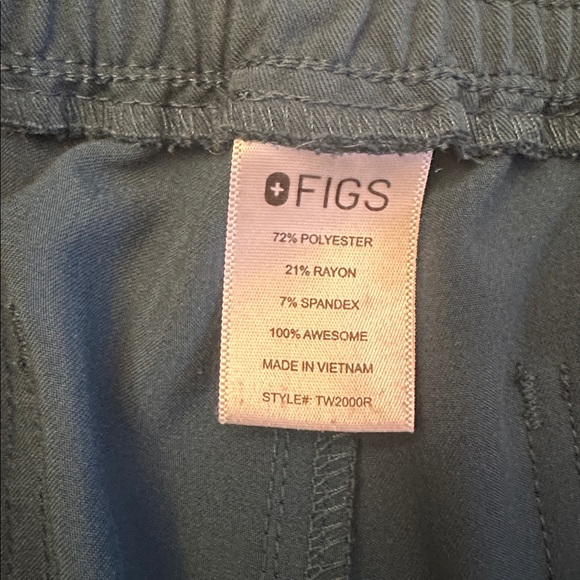 FIGS
72% POLYESTER
21% RAYON
7% SPANDEX
100% AWESOME
MADE IN VIETNAM
STYLE#: TW2000R